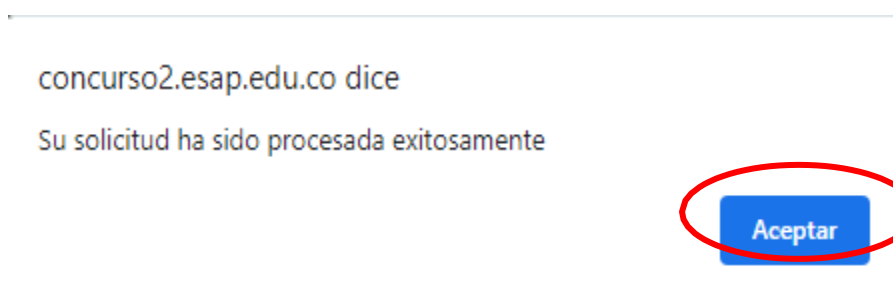 concurso2.esap.edu.co dice
Su solicitud ha sido procesada exitosamente
Aceptar